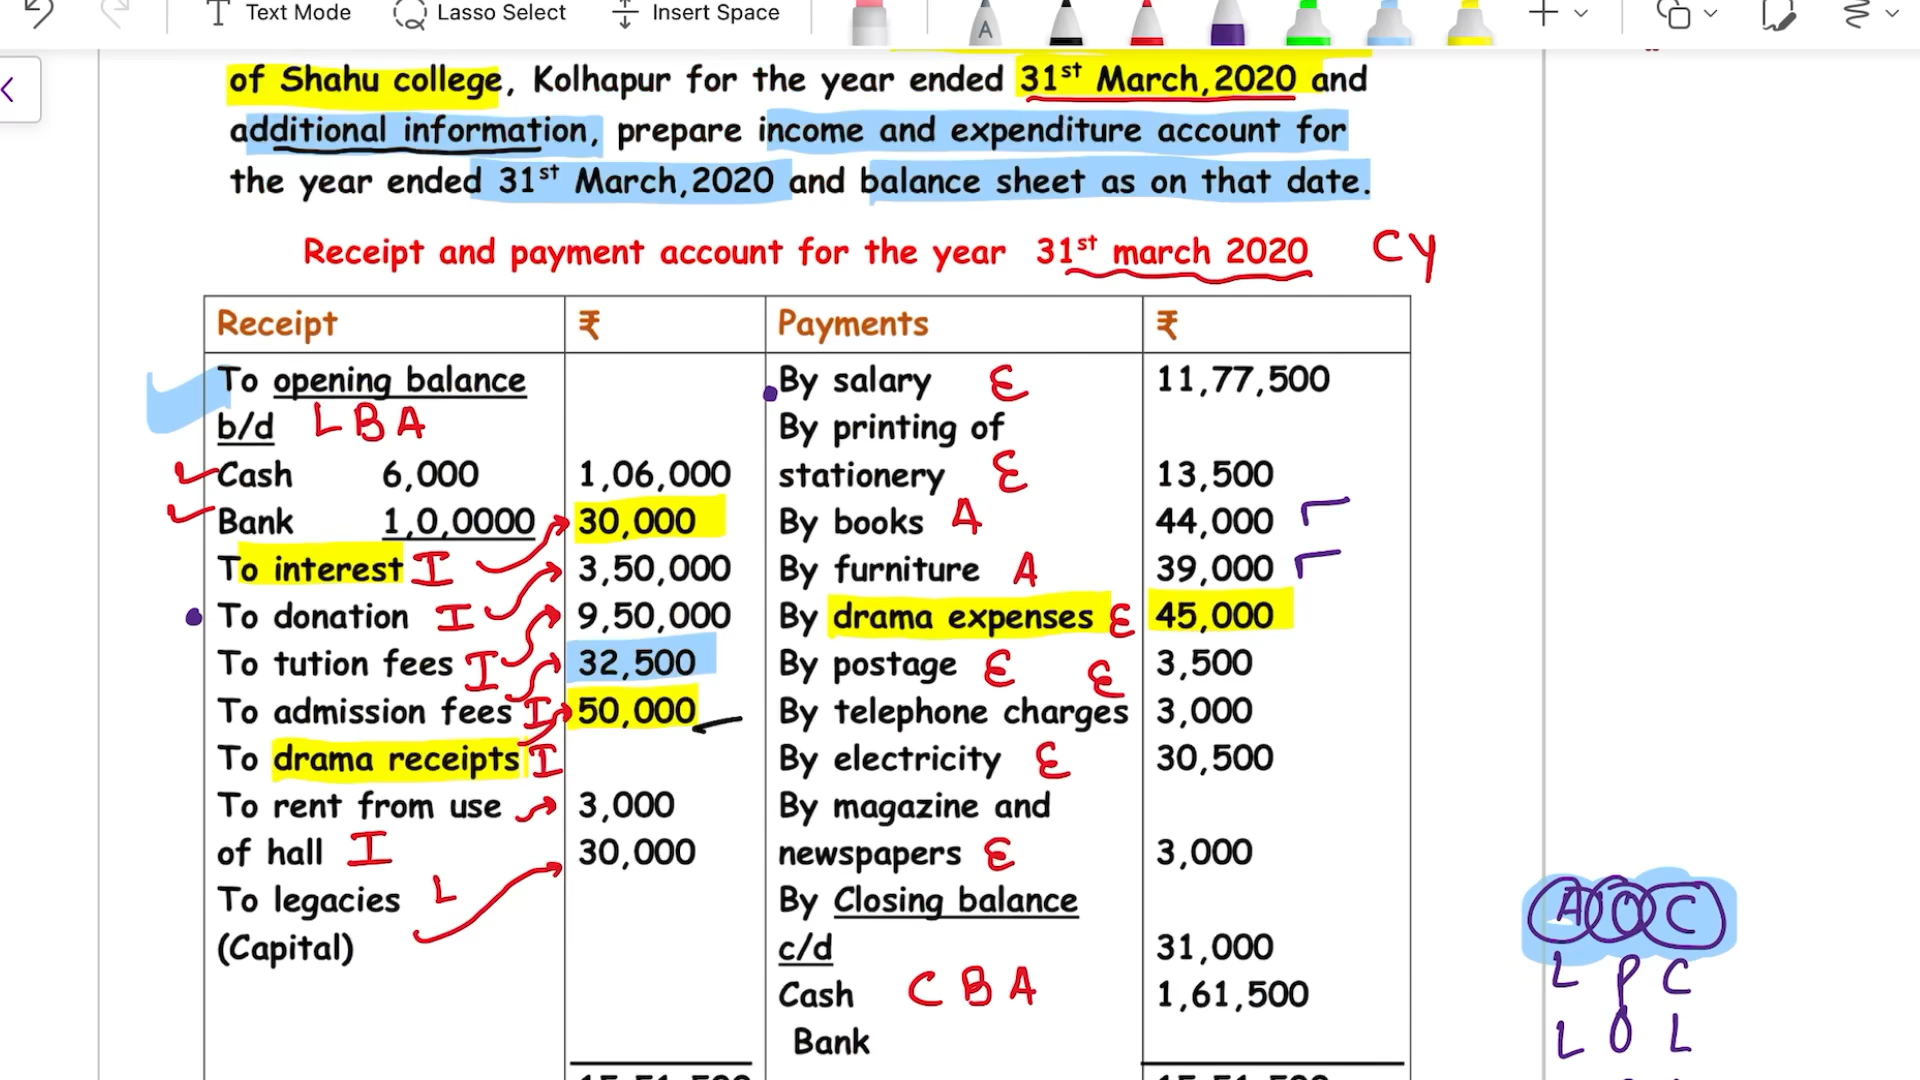 Text Mode Lasso Select Insert Space
A
of Shahu college, Kolhapur for the year ended 31st March,2020 and
additional information, prepare income and expenditure account for
the year ended 31st March,2020 and balance sheet as on that date.
Receipt and payment account for the year 31st march 2020 CY
Receipt ₹ Payments ₹
To opening balance By salary E 11,77,500
b/d L B A By printing of
Cash 6,000 1,06,000 stationery E 13,500
Bank 1,0,0000 30,000 By books A 44,000
To interest I 3,50,000 By furniture A 39,000
To donation I 9,50,000 By drama expenses E 45,000
To tution fees I 32,500 By postage E E 3,500
To admission fees I 50,000 By telephone charges 3,000
To drama receipts I By electricity E 30,500
To rent from use 3,000 By magazine and
of hall I 30,000 newspapers E 3,000
To legacies L By Closing balance
(Capital) c/d 31,000
Cash C B A 1,61,500
Bank
A O C
L P C
L O L